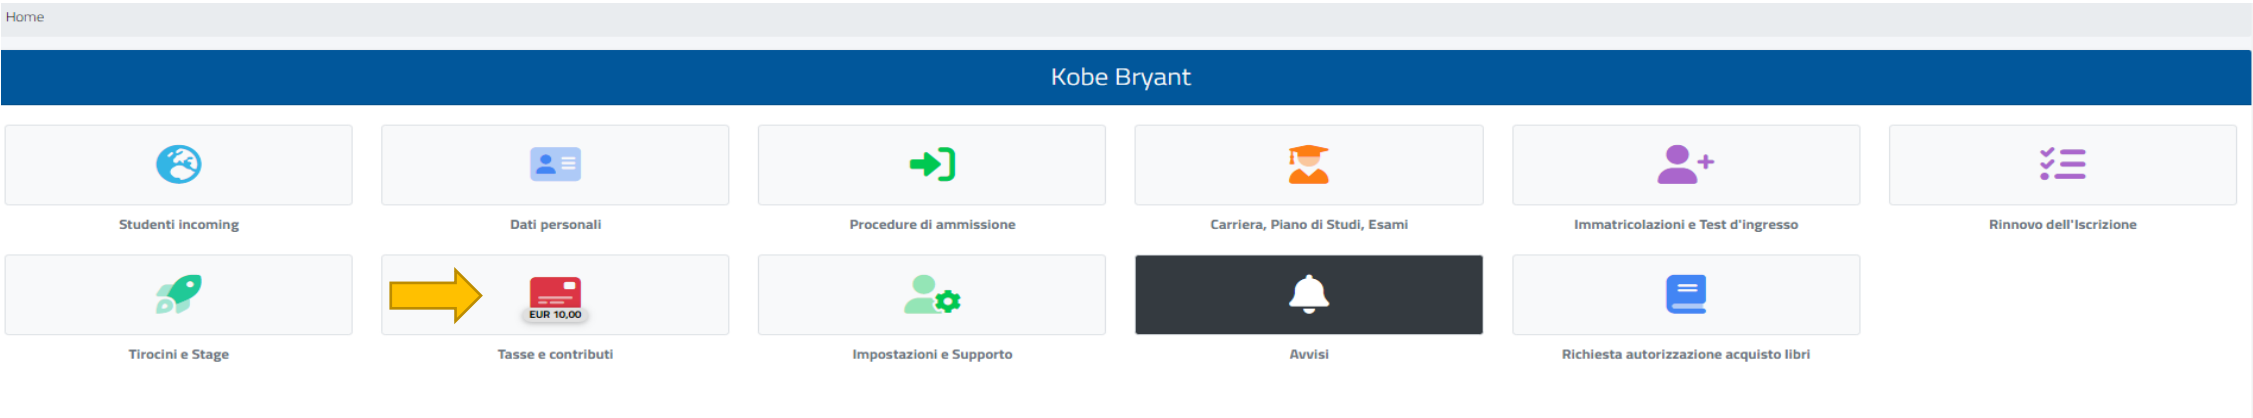 Home
Kobe Bryant
Studenti incoming
Dati personali
Procedure di ammissione
Carriera, Piano di Studi, Esami
Immatricolazioni e Test d'ingresso
Rinnovo dell'Iscrizione
EUR 10,00
Tirocini e Stage
Tasse e contributi
Impostazioni e Supporto
Avvisi
Richiesta autorizzazione acquisto libri